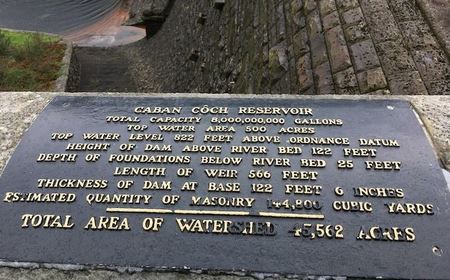 CABAN CÔCH RESERVOIR
TOTAL CAPACITY 8,000,000,000 GALLONS
TOP WATER AREA 500 ACRES
TOP WATER LEVEL 822 FEET ABOVE ORDNANCE DATUM
HEIGHT OF DAM ABOVE RIVER BED 122 FEET
DEPTH OF FOUNDATIONS BELOW RIVER BED 25 FEET
LENGTH OF WEIR 566 FEET
THICKNESS OF DAM AT BASE 122 FEET 6 INCHES
ESTIMATED QUANTITY OF MASONRY 144,800 CUBIC YARDS
TOTAL AREA OF WATERSHED 45,562 ACRES